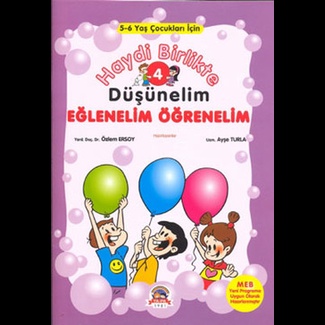 5-6 Yaş Çocukları İçin
Haydi Birlikte
4
Düşünelim
EĞLENELİM ÖĞRENELİM
Hazırlayanlar
Yard. Doç. Dr. Özlem ERSOY
Uzm. Ayşe TURLA
MEB
Yeni Programa
Uygun Olarak
Hazırlanmıştır